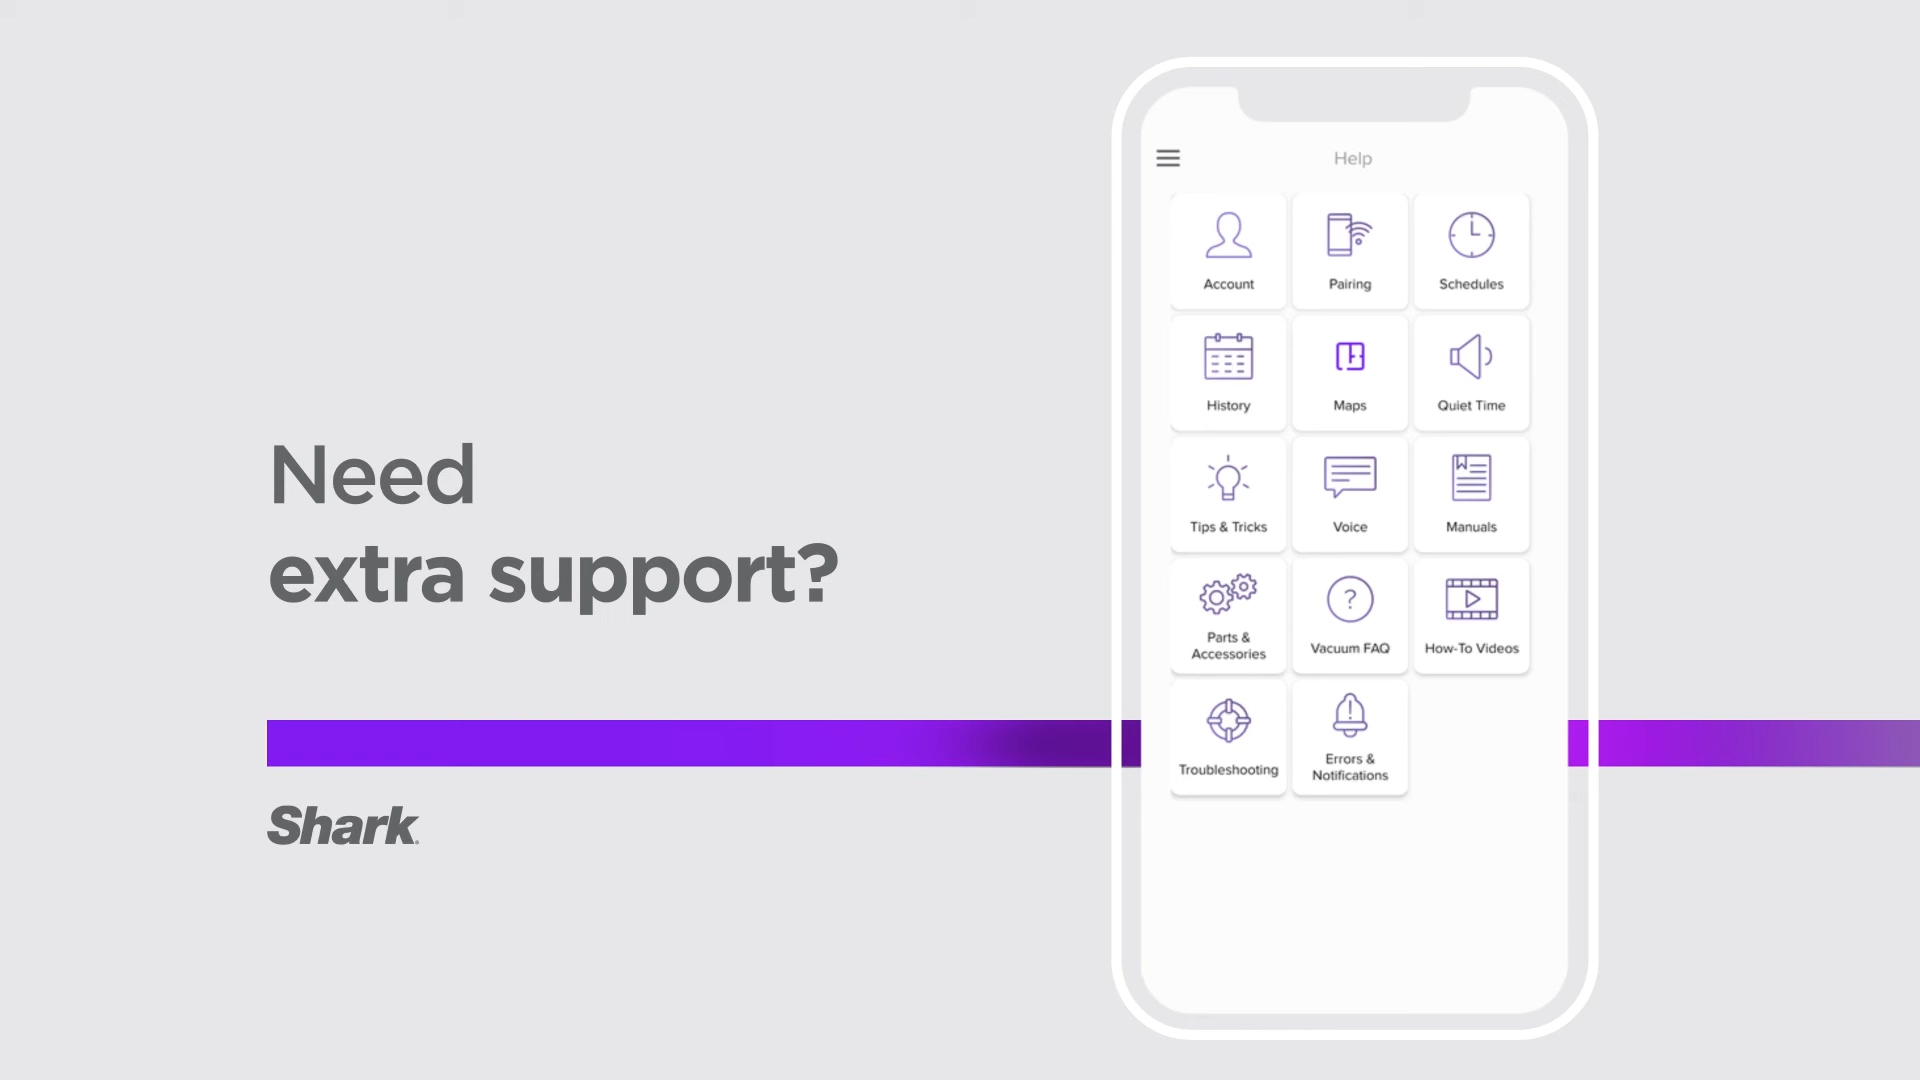 Need
extra support?
Shark
Help
Account
Pairing
Schedules
History
Maps
Quiet Time
Tips & Tricks
Voice
Manuals
Parts &
Accessories
Vacuum FAQ
How-To Videos
Troubleshooting
Errors &
Notifications